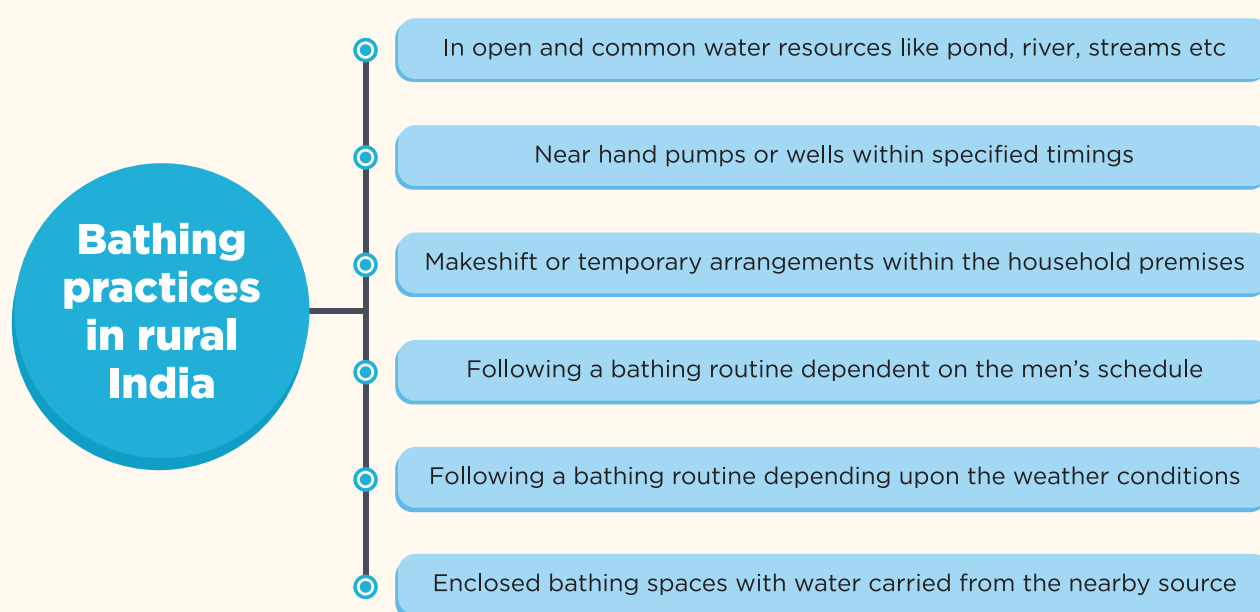 Bathing
practices
in rural
India
In open and common water resources like pond, river, streams etc
Near hand pumps or wells within specified timings
Makeshift or temporary arrangements within the household premises
Following a bathing routine dependent on the men’s schedule
Following a bathing routine depending upon the weather conditions
Enclosed bathing spaces with water carried from the nearby source